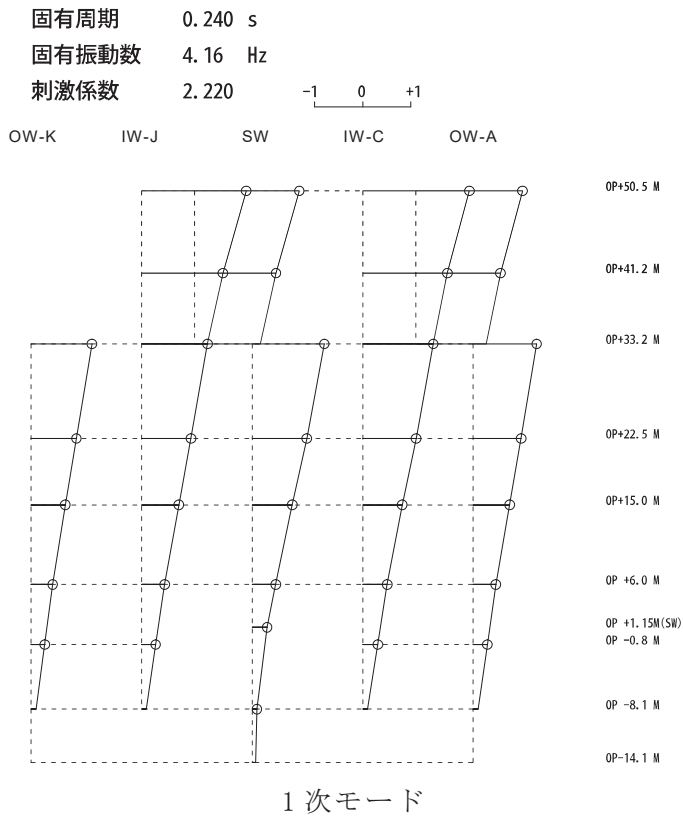 固有周期 0.240 s
固有振動数 4.16 Hz
刺激係数 2.220
-1 0 +1
OW-K IW-J SW IW-C OW-A
OP+50.5 M
OP+41.2 M
OP+33.2 M
OP+22.5 M
OP+15.0 M
OP +6.0 M
OP +1.15M(SW)
OP -0.8 M
OP -8.1 M
OP-14.1 M
1次モード